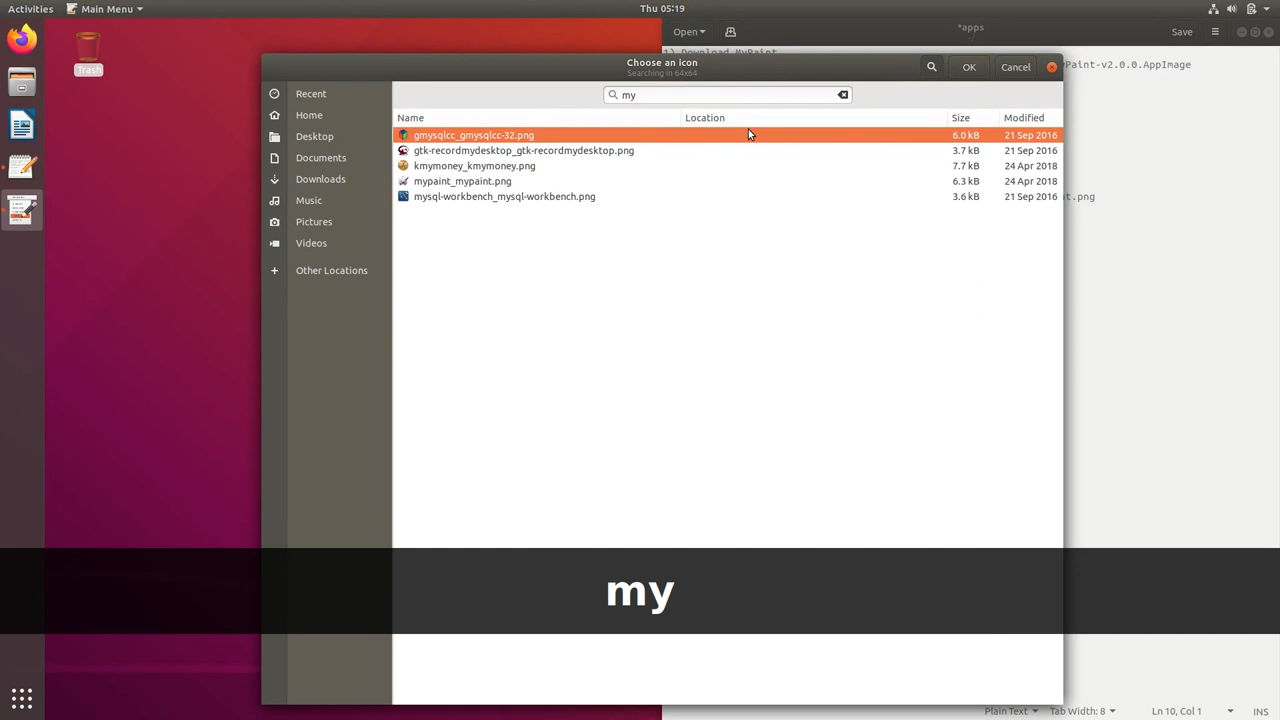 Activities
Main Menu
Thu 05:19
Trash
Open
*apps
Save
1) Download MyPaint
Paint-v2.0.0.AppImage
Choose an icon
Searching in 64x64
OK
Cancel
my
Recent
Home
Desktop
Documents
Downloads
Music
Pictures
Videos
Other Locations
Name Location Size Modified
gmysqlcc_gmysqlcc-32.png 6.0 kB 21 Sep 2016
gtk-recordmydesktop_gtk-recordmydesktop.png 3.7 kB 21 Sep 2016
kmymoney_kmymoney.png 7.7 kB 24 Apr 2018
mypaint_mypaint.png 6.3 kB 24 Apr 2018
mysql-workbench_mysql-workbench.png 3.6 kB 21 Sep 2016
t.png
my
Plain Text
Tab Width: 8
Ln 10, Col 1
INS